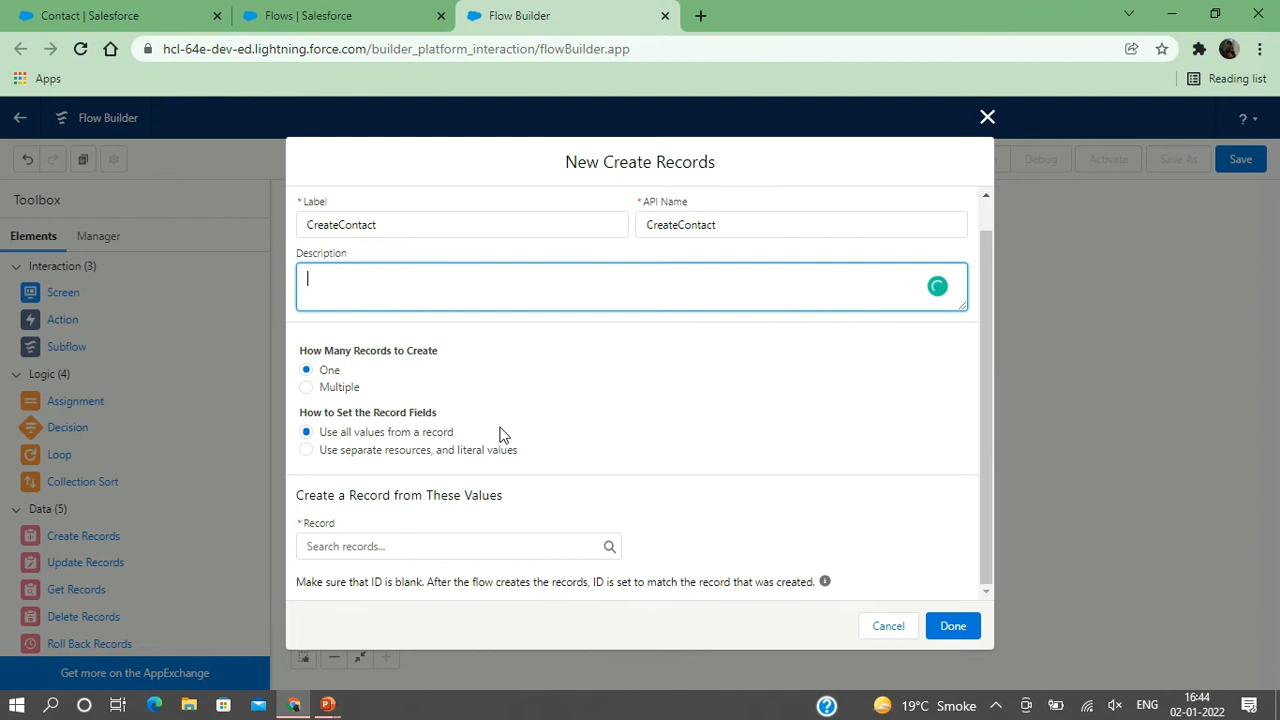 Contact | Salesforce
Flows | Salesforce
Flow Builder
hcl-64e-dev-ed.lightning.force.com/builder_platform_interaction/flowBuilder.app
Apps
Reading list
Flow Builder
?
Debug
Activate
Save As
Save
Toolbox
Elements
Manager
Interaction (3)
Screen
Action
Subflow
Logic (4)
Assignment
Decision
Loop
Collection Sort
Data (5)
Create Records
Update Records
Get Records
Delete Records
Roll Back Records
Get more on the AppExchange
New Create Records
* Label
CreateContact
* API Name
CreateContact
Description
How Many Records to Create
One
Multiple
How to Set the Record Fields
Use all values from a record
Use separate resources, and literal values
Create a Record from These Values
* Record
Search records...
Make sure that ID is blank. After the flow creates the records, ID is set to match the record that was created.
Cancel
Done
19°C Smoke
ENG
16:44
02-01-2022